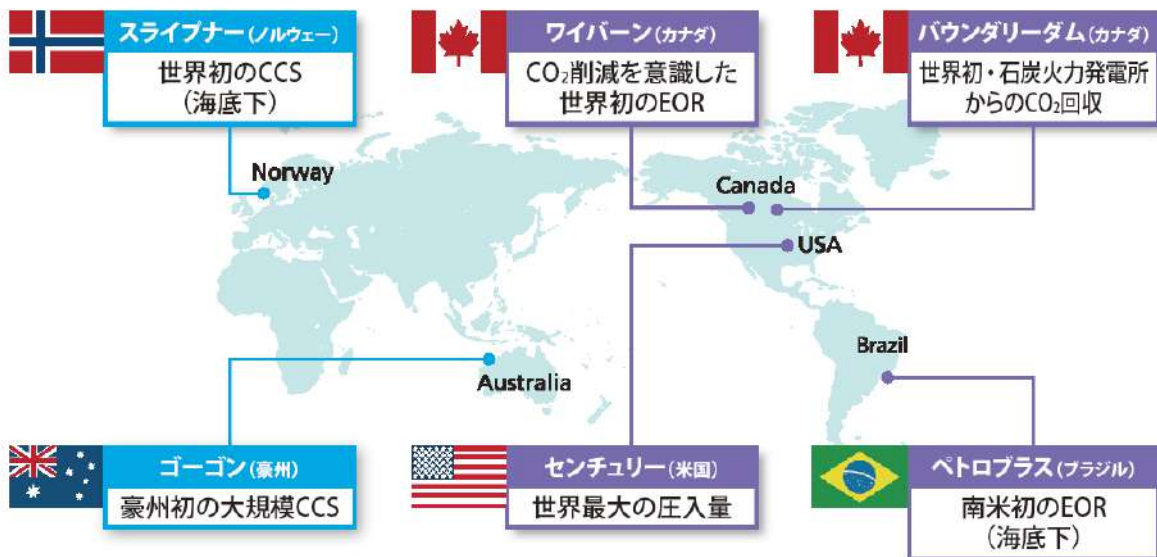 スライプナー(ノルウェー)
世界初のCCS
(海底下)
ワイバーン(カナダ)
CO₂削減を意識した
世界初のEOR
バウンダリーダム(カナダ)
世界初・石炭火力発電所
からのCO₂回収
Norway
Canada
USA
Brazil
Australia
ゴーゴン(豪州)
豪州初の大規模CCS
センチュリー(米国)
世界最大の圧入量
ペトロブラス(ブラジル)
南米初のEOR
(海底下)